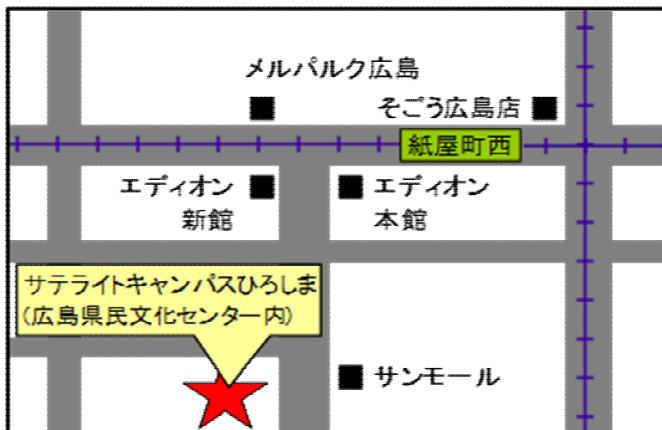 メルパルク広島
そごう広島店
紙屋町西
エディオン
新館
エディオン
本館
サテライトキャンパスひろしま
(広島県民文化センター内)
サンモール